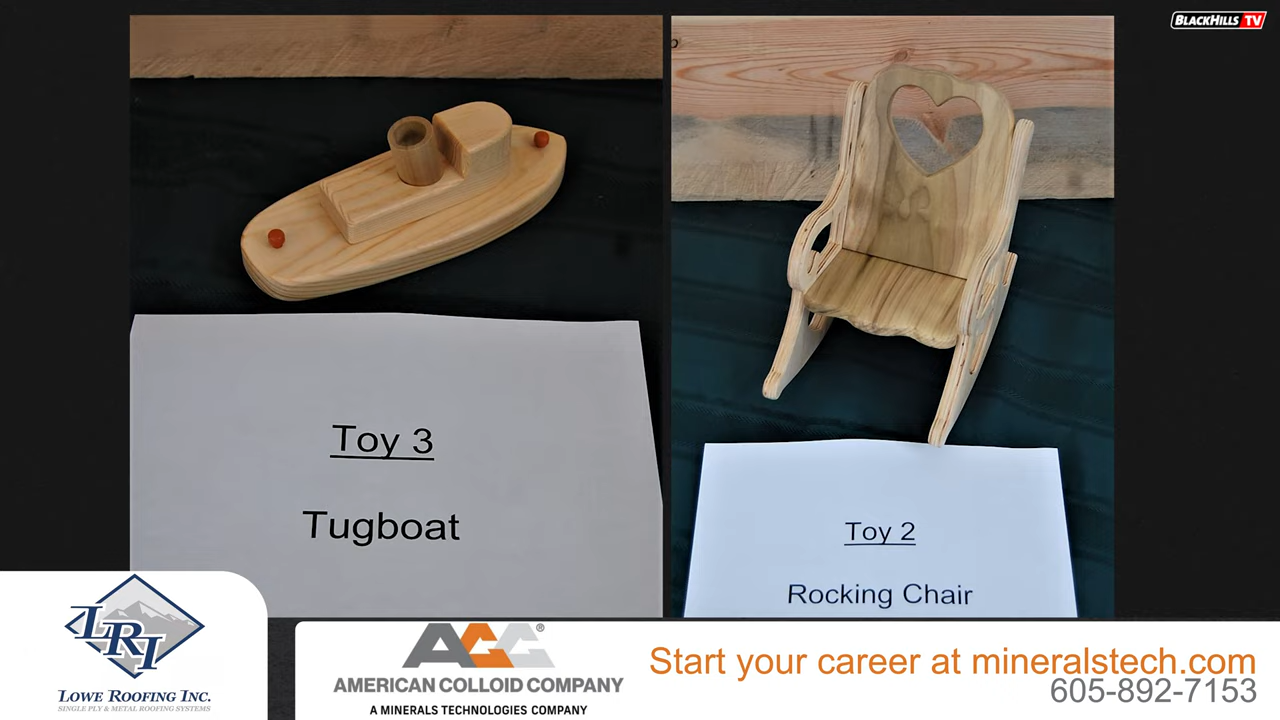 BLACKHILLS TV
Toy 3
Tugboat
Toy 2
Rocking Chair
LRI
LOWE ROOFING INC.
SINGLE PLY & METAL ROOFING SYSTEMS
ACC®
AMERICAN COLLOID COMPANY
A MINERALS TECHNOLOGIES COMPANY
Start your career at mineralstech.com
605-892-7153